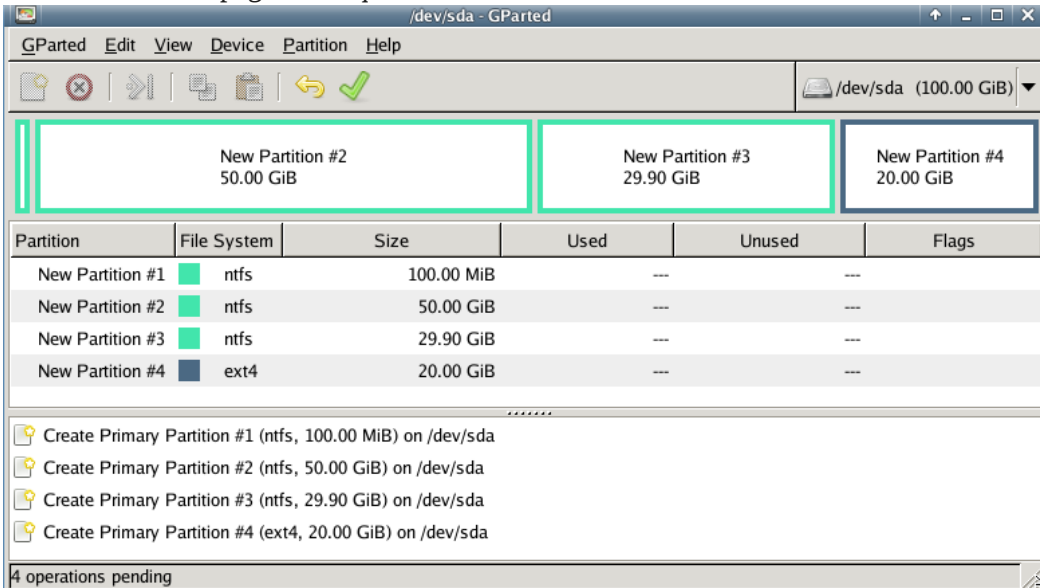 /dev/sda - GParted
GParted Edit View Device Partition Help
/dev/sda (100.00 GiB)
New Partition #2
50.00 GiB
New Partition #3
29.90 GiB
New Partition #4
20.00 GiB
Partition File System Size Used Unused Flags
New Partition #1 ntfs 100.00 MiB --- ---
New Partition #2 ntfs 50.00 GiB --- ---
New Partition #3 ntfs 29.90 GiB --- ---
New Partition #4 ext4 20.00 GiB --- ---
Create Primary Partition #1 (ntfs, 100.00 MiB) on /dev/sda
Create Primary Partition #2 (ntfs, 50.00 GiB) on /dev/sda
Create Primary Partition #3 (ntfs, 29.90 GiB) on /dev/sda
Create Primary Partition #4 (ext4, 20.00 GiB) on /dev/sda
4 operations pending